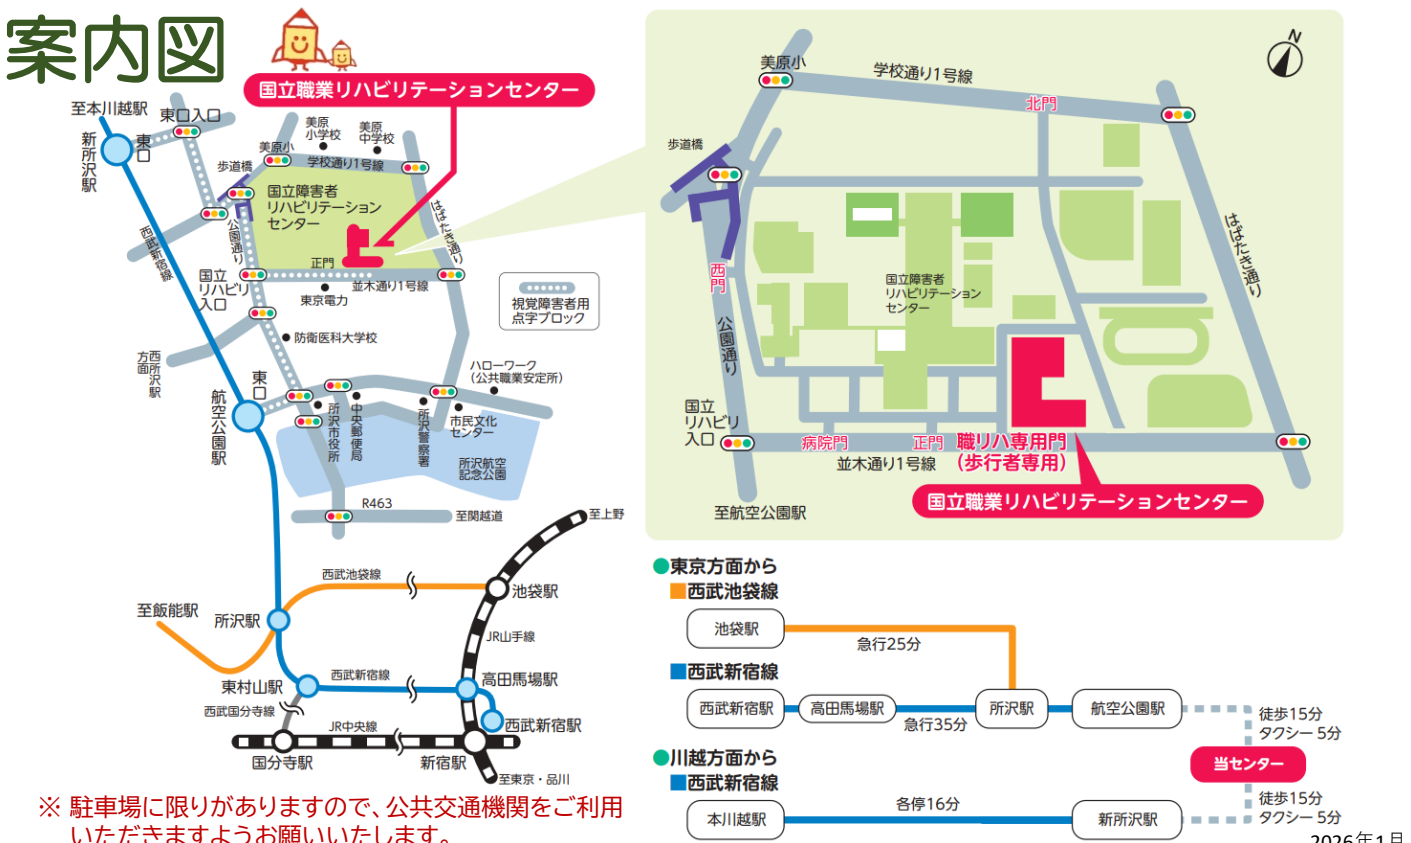 案内図
国立職業リハビリテーションセンター
至本川越駅
東口入口
新所沢駅
東口
美原
小学校
美原
中学校
美原小
学校通り1号線
歩道橋
国立障害者
リハビリテーション
センター
はばたき通り
公園通り
西武新宿線
正門
国立
リハビリ
入口
並木通り1号線
東京電力
視覚障害者用
点字ブロック
防衛医科大学校
西所沢駅
方面
東口
航空公園駅
ハローワーク
(公共職業安定所)
所沢市役所
中央郵便局
所沢警察署
市民文化
センター
所沢航空
記念公園
R463
至関越道
至上野
西武池袋線
池袋駅
至飯能駅
所沢駅
JR山手線
東村山駅
西武新宿線
高田馬場駅
西武国分寺線
西武新宿駅
JR中央線
国分寺駅
新宿駅
至東京・品川
※ 駐車場に限りがありますので、公共交通機関をご利用
いただきますようお願いいたします。
N
美原小
学校通り1号線
北門
歩道橋
はばたき通り
西門
国立障害者
リハビリテーション
センター
公園通り
国立
リハビリ
入口
病院門
正門
職リハ専用門
(歩行者専用)
並木通り1号線
国立職業リハビリテーションセンター
至航空公園駅
●東京方面から
■西武池袋線
池袋駅
急行25分
■西武新宿線
西武新宿駅
高田馬場駅
急行35分
所沢駅
航空公園駅
徒歩15分
タクシー 5分
当センター
●川越方面から
■西武新宿線
本川越駅
各停16分
新所沢駅
徒歩15分
タクシー 5分
2026年1月